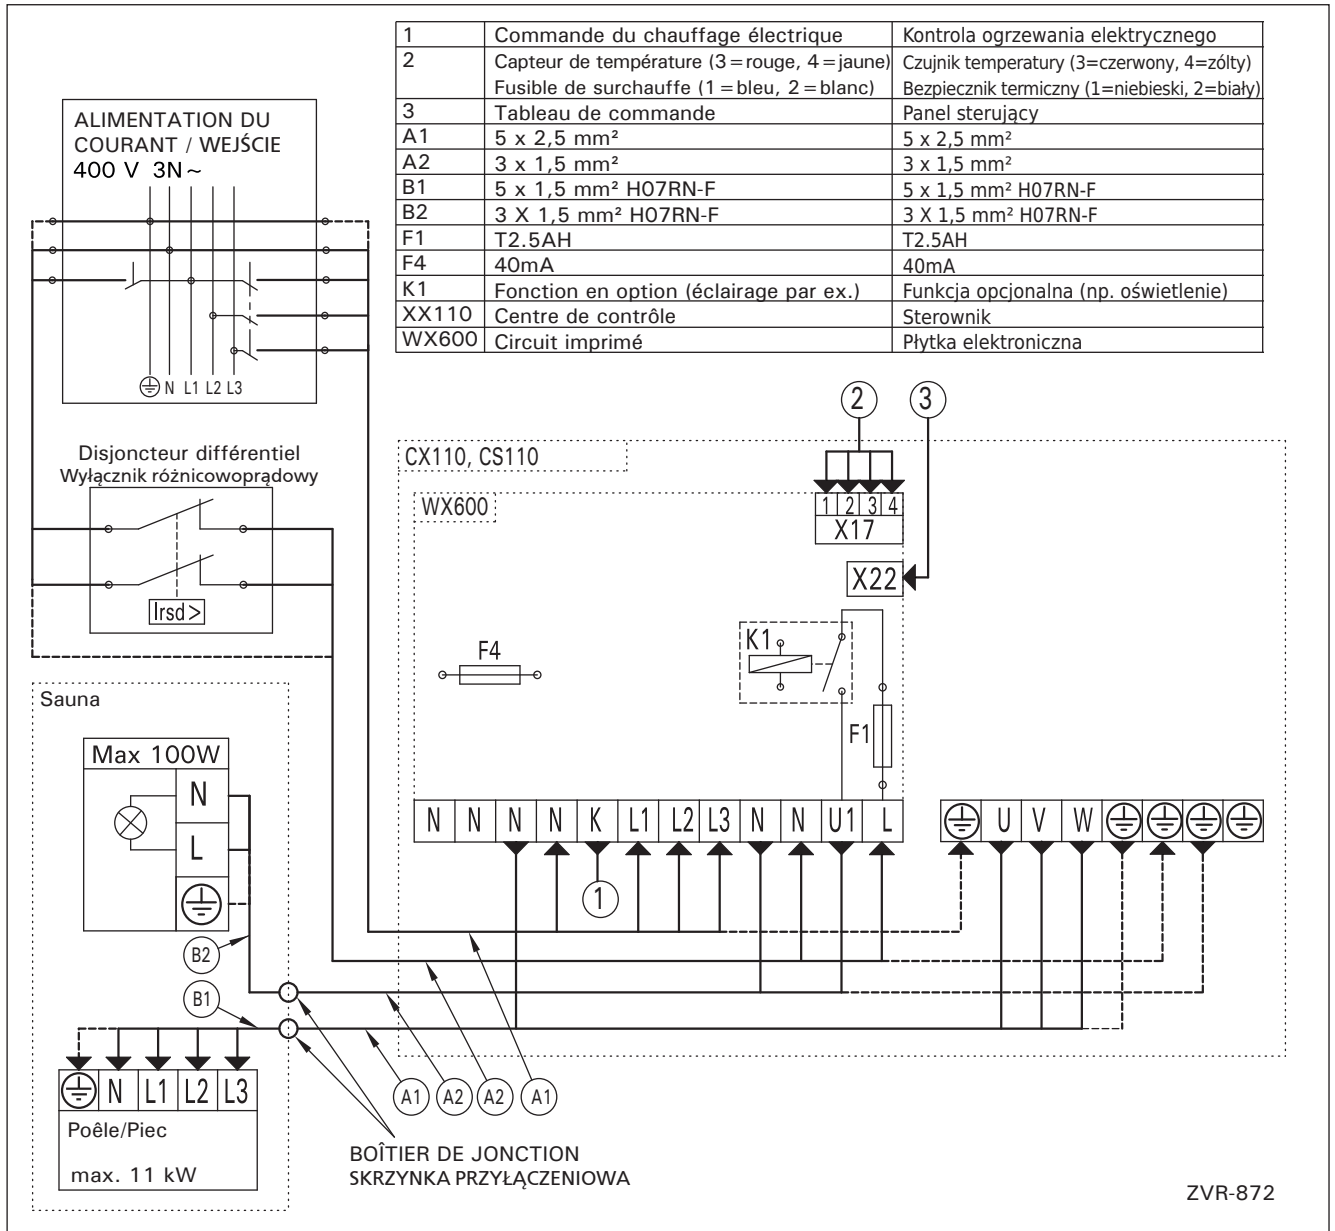 1 Commande du chauffage électrique Kontrola ogrzewania elektrycznego
2 Capteur de température (3=rouge, 4=jaune) Czujnik temperatury (3=czerwony, 4=zólty)
Fusible de surchauffe (1=bleu, 2=blanc) Bezpiecznik termiczny (1=niebieski, 2=biały)
3 Tableau de commande Panel sterujący
A1 5 x 2,5 mm² 5 x 2,5 mm²
A2 3 x 1,5 mm² 3 x 1,5 mm²
B1 5 x 1,5 mm² H07RN-F 5 x 1,5 mm² H07RN-F
B2 3 X 1,5 mm² H07RN-F 3 X 1,5 mm² H07RN-F
F1 T2.5AH T2.5AH
F4 40mA 40mA
K1 Fonction en option (éclairage par ex.) Funkcja opcjonalna (np. oświetlenie)
XX110 Centre de contrôle Sterownik
WX600 Circuit imprimé Płytka elektroniczna
ALIMENTATION DU
COURANT / WEJŚCIE
400 V 3N~
N L1 L2 L3
Disjoncteur différentiel
Wyłącznik różnicowoprądowy
Irsd>
2 3
CX110, CS110
WX600
1 2 3 4
X17
X22
K1
F4
F1
Sauna
Max 100W
N
L
N N N N K L1 L2 L3 N N U1 L
U V W
1
B2
B1
N L1 L2 L3
Poêle/Piec
max. 11 kW
A1 A2 A2 A1
BOÎTIER DE JONCTION
SKRZYNKA PRZYŁĄCZENIOWA
ZVR-872